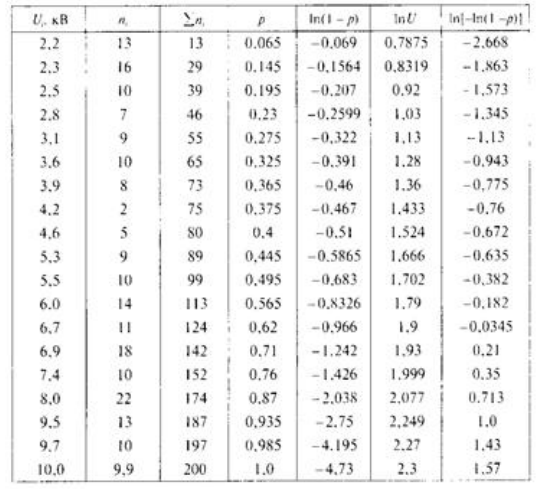 U, кВ n, ∑n, p ln(1 – p) ln U ln[–ln(1 – p)]
2,2 13 13 0.065 –0,069 0,7875 –2,668
2,3 16 29 0.145 –0,1564 0,8319 –1,863
2,5 10 39 0.195 –0,207 0,92 –1,573
2,8 7 46 0,23 –0,2599 1,03 –1,345
3,1 9 55 0,275 –0,322 1,13 –1,13
3,6 10 65 0,325 –0,391 1,28 –0,943
3,9 8 73 0,365 –0,46 1,36 –0,775
4,2 2 75 0,375 –0,467 1,433 –0,76
4,6 5 80 0,4 –0,51 1,524 –0,672
5,3 9 89 0,445 –0,5865 1,666 –0,635
5,5 10 99 0,495 –0,683 1,702 –0,382
6,0 14 113 0,565 –0,8326 1,79 –0,182
6,7 11 124 0,62 –0,966 1,9 –0,0345
6,9 18 142 0,71 –1,242 1,93 0,21
7,4 10 152 0,76 –1,426 1,999 0,35
8,0 22 174 0,87 –2,038 2,077 0.713
9,5 13 187 0,935 –2,75 2,249 1,0
9,7 10 197 0,985 –4.195 2,27 1,43
10,0 9,9 200 1,0 –4,73 2,3 1,57